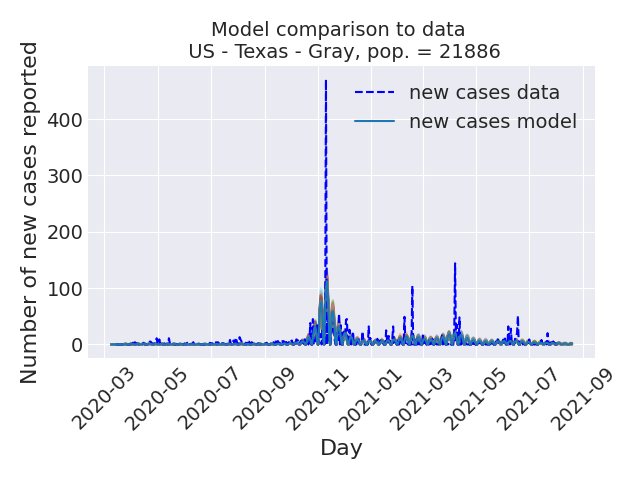 Model comparison to data
US - Texas - Gray, pop. = 21886
new cases data
new cases model
Number of new cases reported
400
300
200
100
0
2020-03
2020-05
2020-07
2020-09
2020-11
2021-01
2021-03
2021-05
2021-07
2021-09
Day